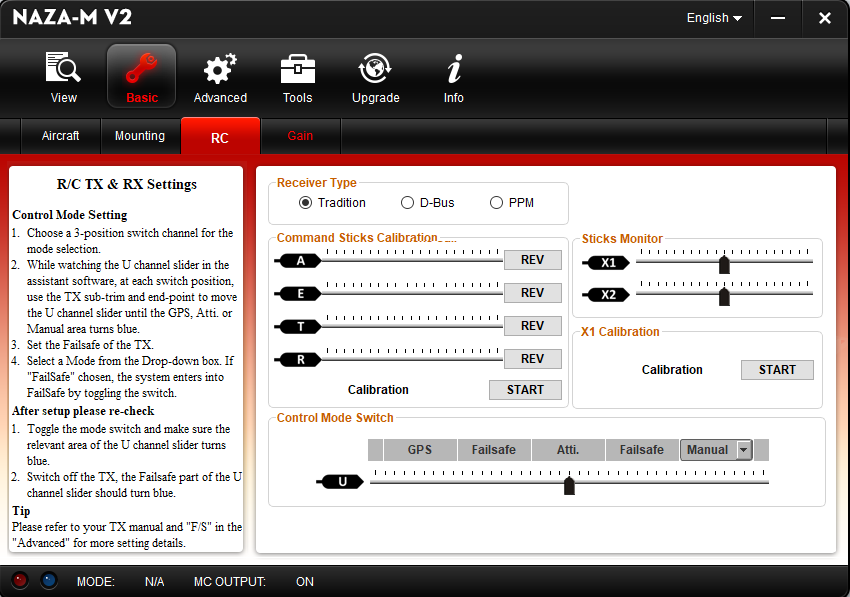 NAZA-M V2
English
View
Basic
Advanced
Tools
Upgrade
Info
Aircraft
Mounting
RC
Gain
R/C TX & RX Settings
Control Mode Setting
1. Choose a 3-position switch channel for the
mode selection.
2. While watching the U channel slider in the
assistant software, at each switch position,
use the TX sub-trim and end-point to move
the U channel slider until the GPS, Atti. or
Manual area turns blue.
3. Set the Failsafe of the TX.
4. Select a Mode from the Drop-down box. If
"FailSafe" chosen, the system enters into
FailSafe by toggling the switch.
After setup please re-check
1. Toggle the mode switch and make sure the
relevant area of the U channel slider turns
blue.
2. Switch off the TX, the Failsafe part of the U
channel slider should turn blue.
Tip
Please refer to your TX manual and "F/S" in the
"Advanced" for more setting details.
Receiver Type
Tradition
D-Bus
PPM
Command Sticks Calibration
A
REV
E
REV
T
REV
R
REV
Calibration
START
Sticks Monitor
X1
X2
X1 Calibration
Calibration
START
Control Mode Switch
GPS
Failsafe
Atti.
Failsafe
Manual
U
MODE:
N/A
MC OUTPUT:
ON